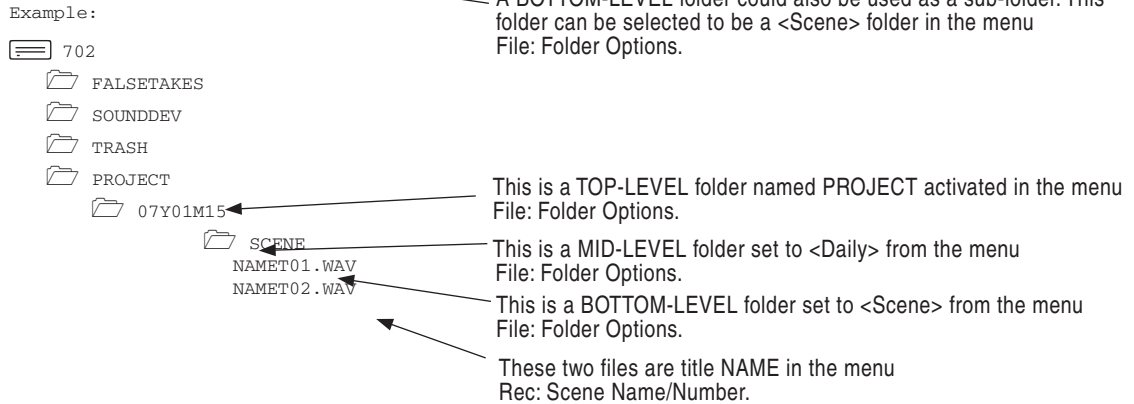 A BOTTOM-LEVEL folder could also be used as a sub-folder. This
folder can be selected to be a <Scene> folder in the menu
File: Folder Options.
Example:
702
FALSETAKES
SOUNDDEV
TRASH
PROJECT
07Y01M15
SCENE
NAMET01.WAV
NAMET02.WAV
This is a TOP-LEVEL folder named PROJECT activated in the menu
File: Folder Options.
This is a MID-LEVEL folder set to <Daily> from the menu
File: Folder Options.
This is a BOTTOM-LEVEL folder set to <Scene> from the menu
File: Folder Options.
These two files are title NAME in the menu
Rec: Scene Name/Number.